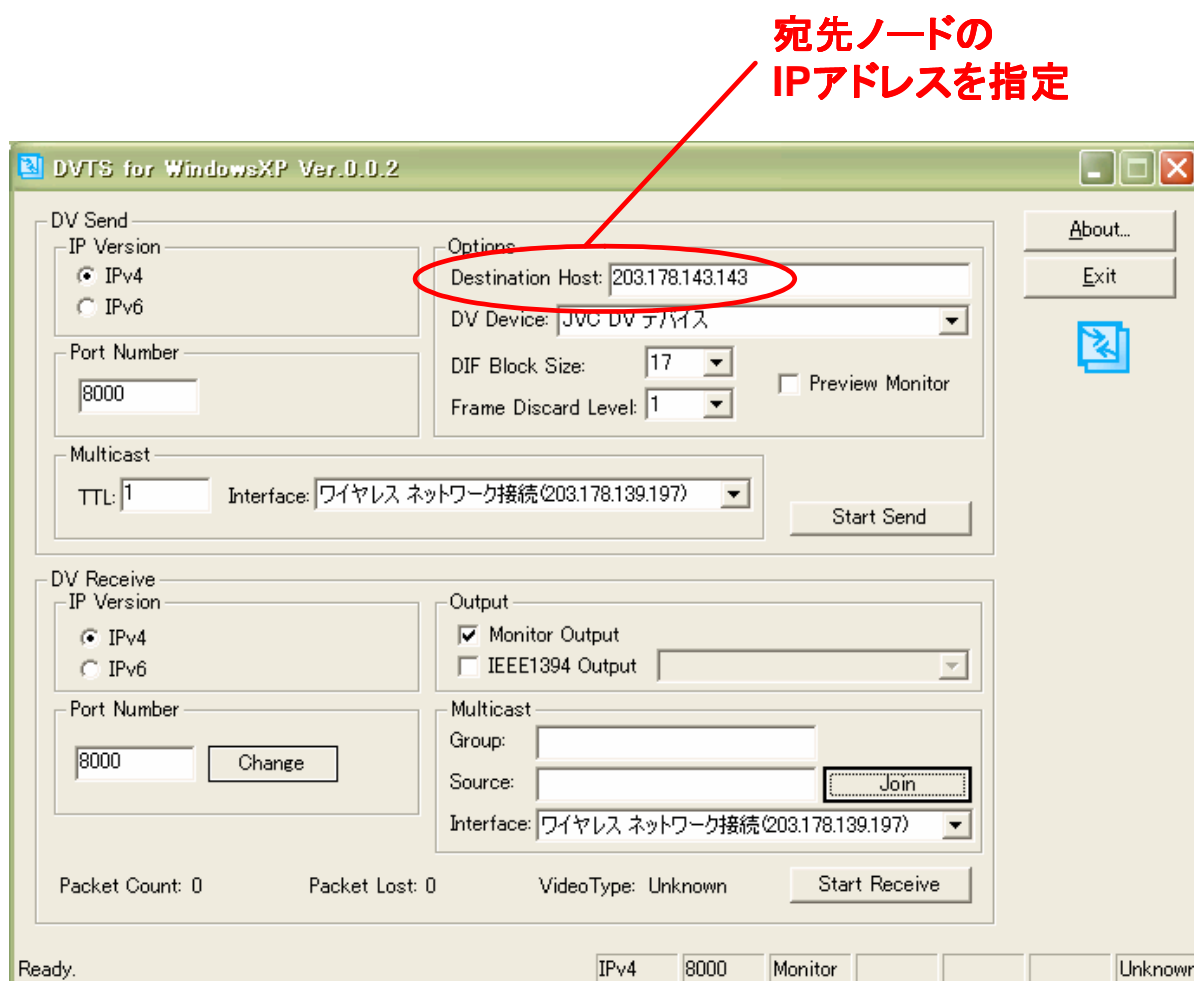 宛先ノードの
IPアドレスを指定
DVTS for WindowsXP Ver.0.0.2
DV Send
IP Version
IPv4
IPv6
Port Number
8000
Options
Destination Host: 203.178.143.143
DV Device: JVC DV デバイス
DIF Block Size: 17
Frame Discard Level: 1
Preview Monitor
Multicast
TTL: 1 Interface: ワイヤレス ネットワーク接続(203.178.139.197)
Start Send
About...
Exit
DV Receive
IP Version
IPv4
IPv6
Port Number
8000 Change
Output
Monitor Output
IEEE1394 Output
Multicast
Group:
Source: Join
Interface: ワイヤレス ネットワーク接続(203.178.139.197)
Packet Count: 0 Packet Lost: 0 VideoType: Unknown Start Receive
Ready. IPv4 8000 Monitor Unknown